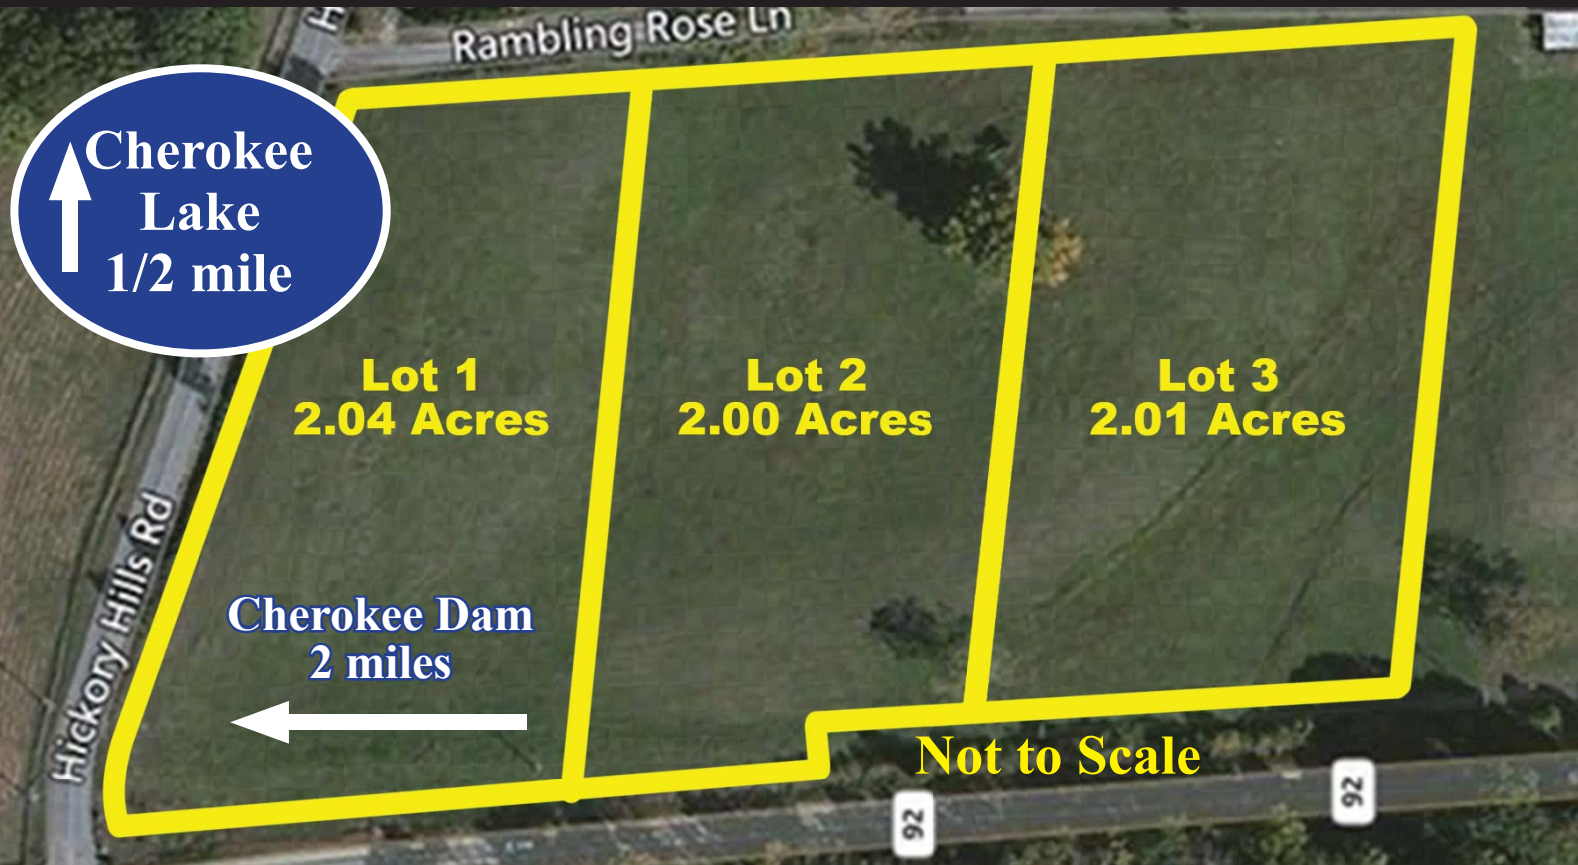 H
Rambling Rose Ln
Cherokee
Lake
1/2 mile
Lot 1
2.04 Acres
Lot 2
2.00 Acres
Lot 3
2.01 Acres
Hickory Hills Rd
Cherokee Dam
2 miles
Not to Scale
92
92